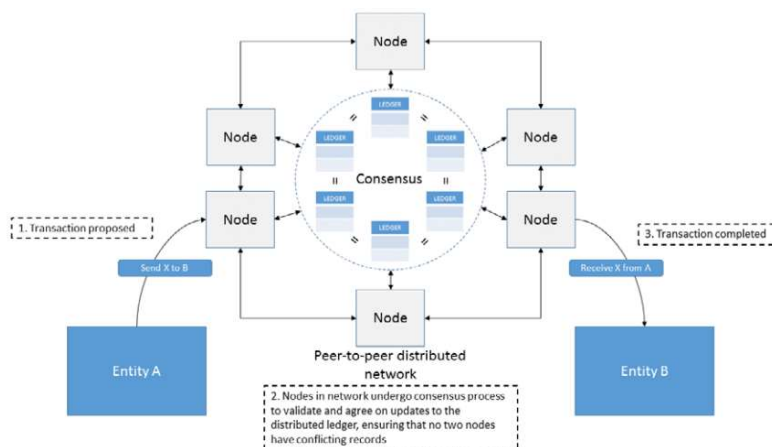 Node
Node
Node
LEDGER
LEDGER
LEDGER
Consensus
Node
Node
LEDGER
LEDGER
LEDGER
1. Transaction proposed
3. Transaction completed
Send X to B
Receive X from A
Node
Peer-to-peer distributed
network
Entity A
Entity B
2. Nodes in network undergo consensus process
to validate and agree on updates to the
distributed ledger, ensuring that no two nodes
have conflicting records